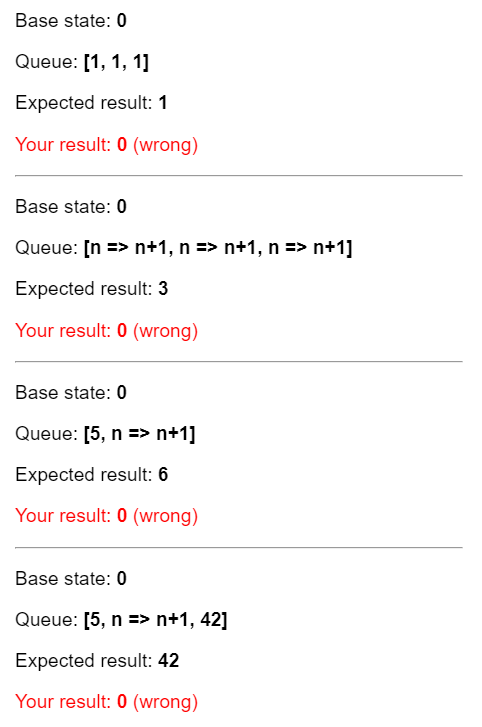 Base state: 0
Queue: [1, 1, 1]
Expected result: 1
Your result: 0 (wrong)
Base state: 0
Queue: [n => n+1, n => n+1, n => n+1]
Expected result: 3
Your result: 0 (wrong)
Base state: 0
Queue: [5, n => n+1]
Expected result: 6
Your result: 0 (wrong)
Base state: 0
Queue: [5, n => n+1, 42]
Expected result: 42
Your result: 0 (wrong)